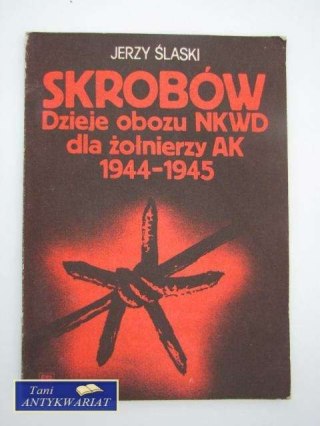 JERZY ŚLASKI
SKROBÓW
Dzieje obozu NKWD
dla żołnierzy AK
1944-1945
Tani
ANTYKWARIAT